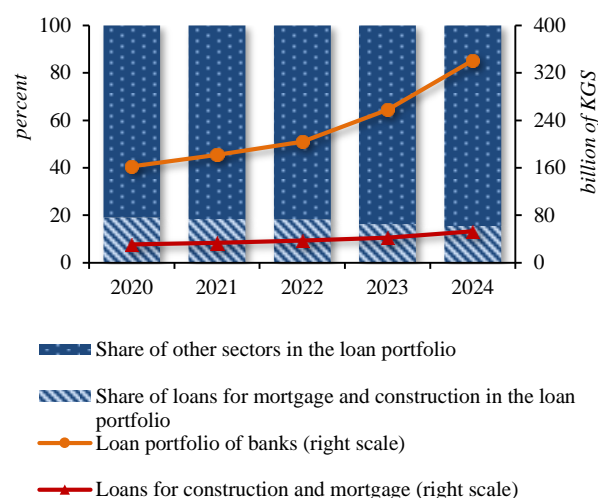 100
80
60
40
20
0
percent
400
320
240
160
80
0
billion of KGS
2020 2021 2022 2023 2024
Share of other sectors in the loan portfolio
Share of loans for mortgage and construction in the loan
portfolio
Loan portfolio of banks (right scale)
Loans for construction and mortgage (right scale)